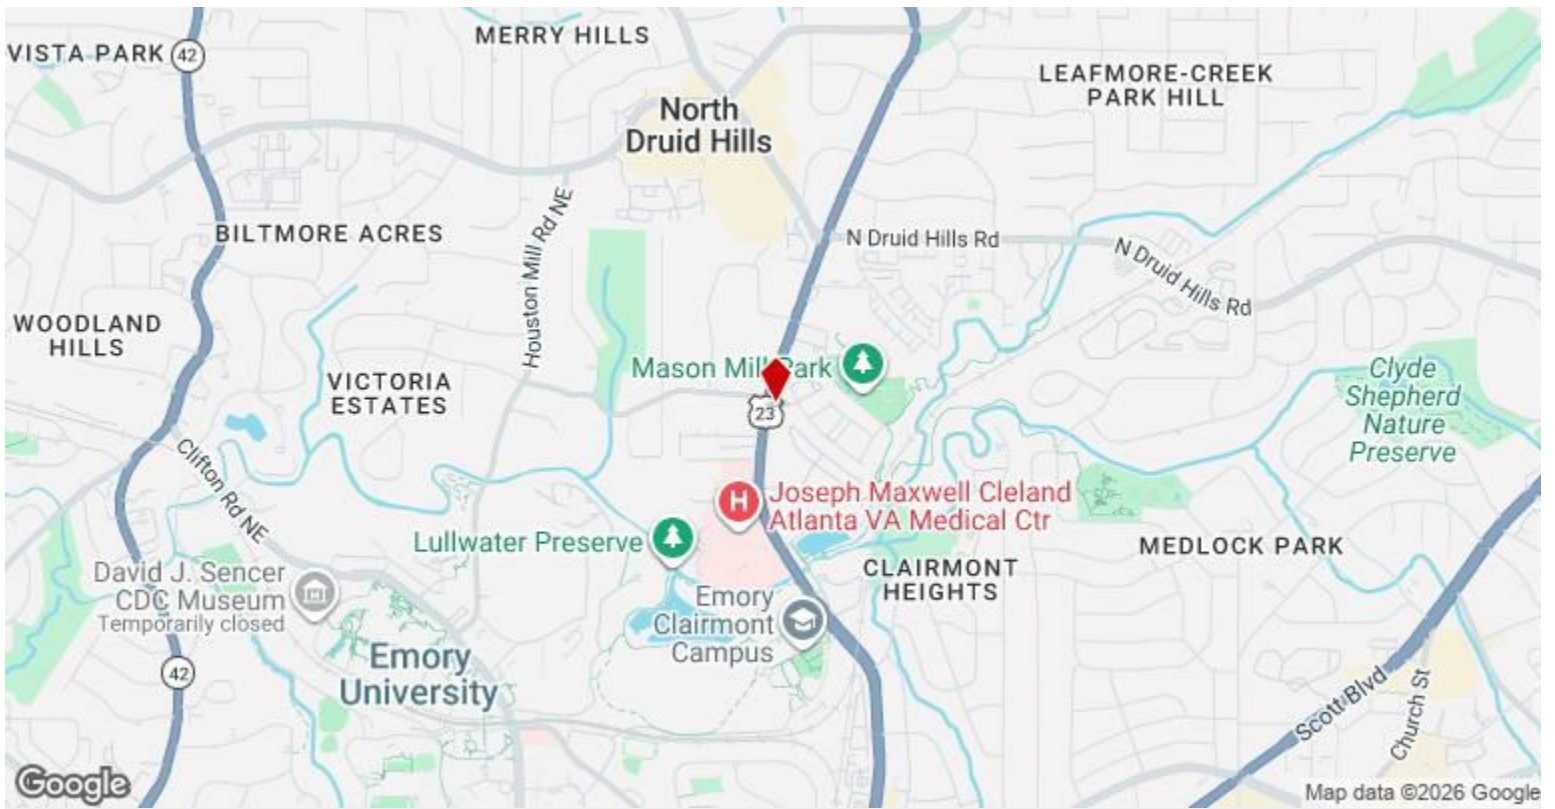 MERRY HILLS
VISTA PARK
42
LEAFMORE-CREEK
PARK HILL
North
Druid Hills
BILTMORE ACRES
Houston Mill Rd NE
N Druid Hills Rd
N Druid Hills Rd
WOODLAND
HILLS
VICTORIA
ESTATES
Mason Mill Park
23
Clyde
Shepherd
Nature
Preserve
Clifton Rd NE
H
Joseph Maxwell Cleland
Atlanta VA Medical Ctr
Lullwater Preserve
MEDLOCK PARK
CLAIRMONT
HEIGHTS
David J. Sencer
CDC Museum
Temporarily closed
Emory
Clairmont
Campus
Emory
University
42
Scott Blvd
Church St
Google
Map data ©2026 Google